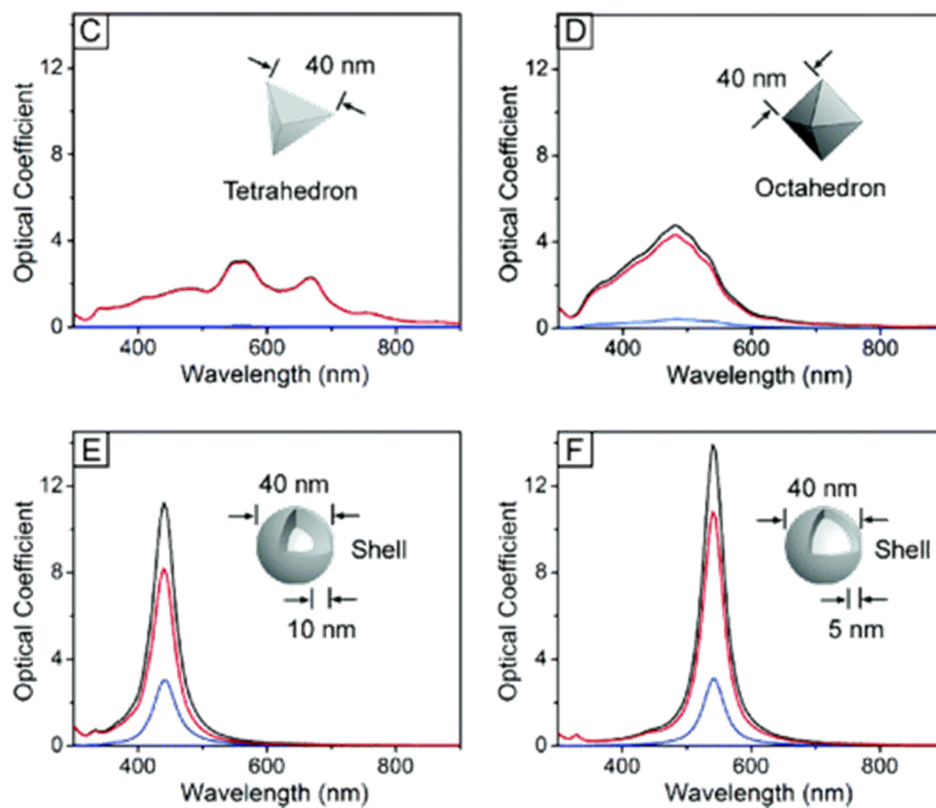 C
40 nm
Tetrahedron
Optical Coefficient
12
8
4
0
400 600 800
Wavelength (nm)
D
40 nm
Octahedron
Optical Coefficient
12
8
4
0
400 600 800
Wavelength (nm)
E
40 nm
Shell
10 nm
Optical Coefficient
12
8
4
0
400 600 800
Wavelength (nm)
F
40 nm
Shell
5 nm
Optical Coefficient
12
8
4
0
400 600 800
Wavelength (nm)